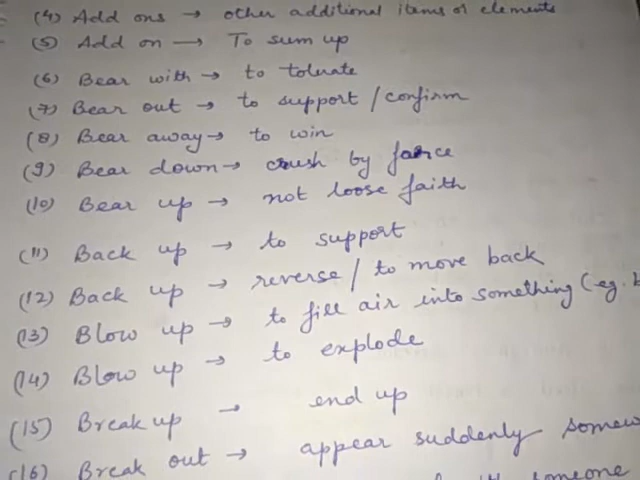 (4) Add ons → other additional items or elements
(5) Add on → To sum up
(6) Bear with → to tolerate
(7) Bear out → to support / confirm
(8) Bear away → to win
(9) Bear down → crush by force
(10) Bear up → not loose faith
(11) Back up → to support
(12) Back up → reverse / to move back
(13) Blow up → to fill air into something (eg.
(14) Blow up → to explode
(15) Break up → end up
(16) Break out → appear suddenly
someone